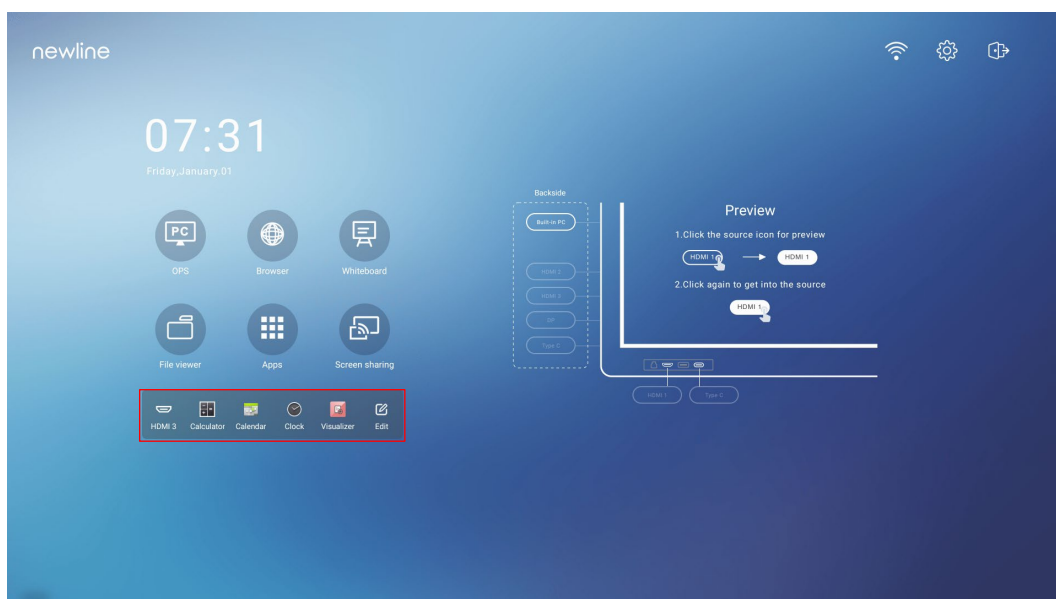 newline
07:31
Friday,January.01
PC
OPS
Browser
Whiteboard
File viewer
Apps
Screen sharing
HDMI 3
Calculator
Calendar
Clock
Visualizer
Edit
Backside
Built-in PC
HDMI 2
HDMI 3
DP
Type C
Preview
1.Click the source icon for preview
HDMI 1
HDMI 1
2.Click again to get into the source
HDMI 1
HDMI 1
Type C